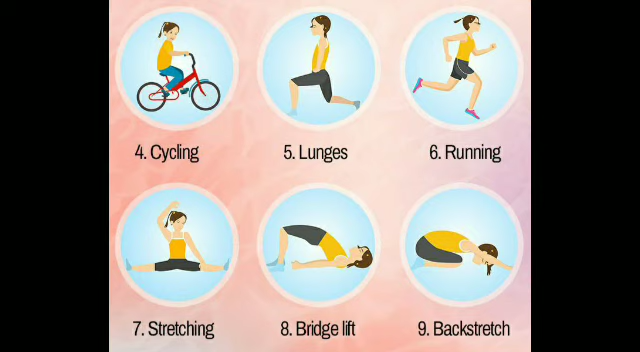 4. Cycling
5. Lunges
6. Running
7. Stretching
8. Bridge lift
9. Backstretch